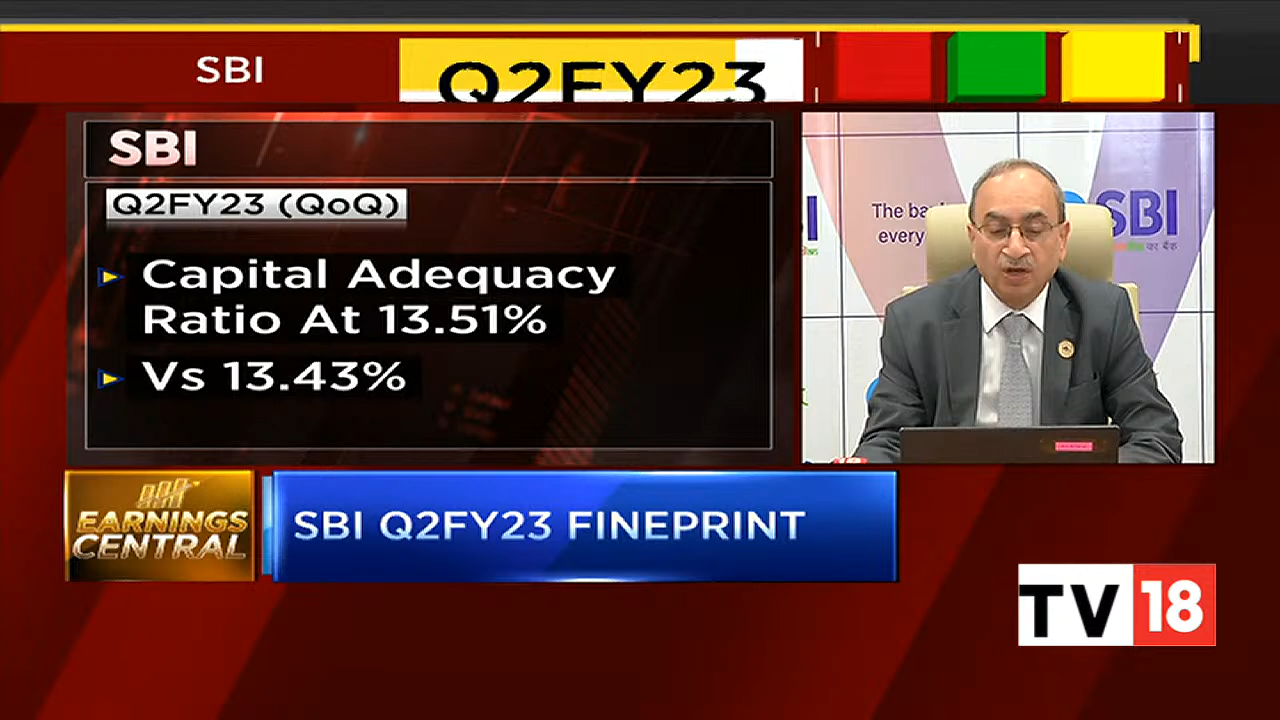 SBI
Q2FY23
SBI
Q2FY23 (QoQ)
Capital Adequacy
Ratio At 13.51%
Vs 13.43%
The
every
SBI
EARNINGS
CENTRAL
SBI Q2FY23 FINEPRINT
TV18